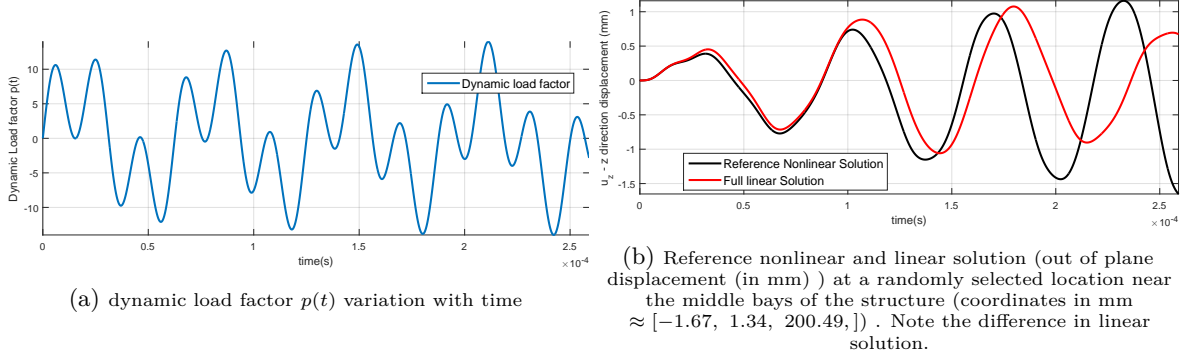 Dynamic Load factor p(t)
10
5
0
-5
-10
Dynamic load factor
0
0.5
1
1.5
2
2.5
time(s)
×10⁻⁴
(a) dynamic load factor p(t) variation with time
u_z - z direction displacement (mm)
1
0.5
0
-0.5
-1
-1.5
Reference Nonlinear Solution
Full linear Solution
0
0.5
1
1.5
2
2.5
time(s)
×10⁻⁴
(b) Reference nonlinear and linear solution (out of plane
displacement (in mm) ) at a randomly selected location near
the middle bays of the structure (coordinates in mm
≈ [−1.67, 1.34, 200.49,]) . Note the difference in linear
solution.